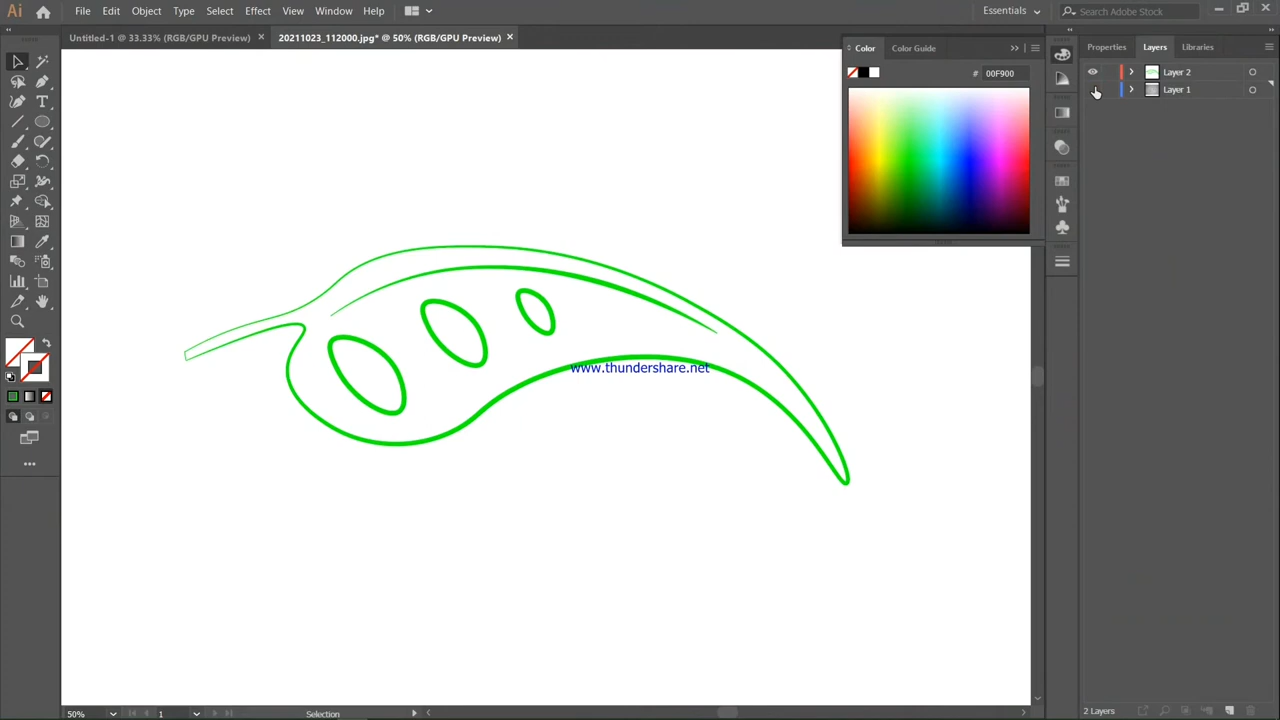 Ai File Edit Object Type Select Effect View Window Help Essentials Search Adobe Stock
Untitled-1 @ 33.33% (RGB/GPU Preview) × 20211023_112000.jpg* @ 50% (RGB/GPU Preview) ×
Color Color Guide
# 00F900
Properties Layers Libraries
Layer 2
Layer 1
www.thundershare.net
50% 1 Selection
2 Layers